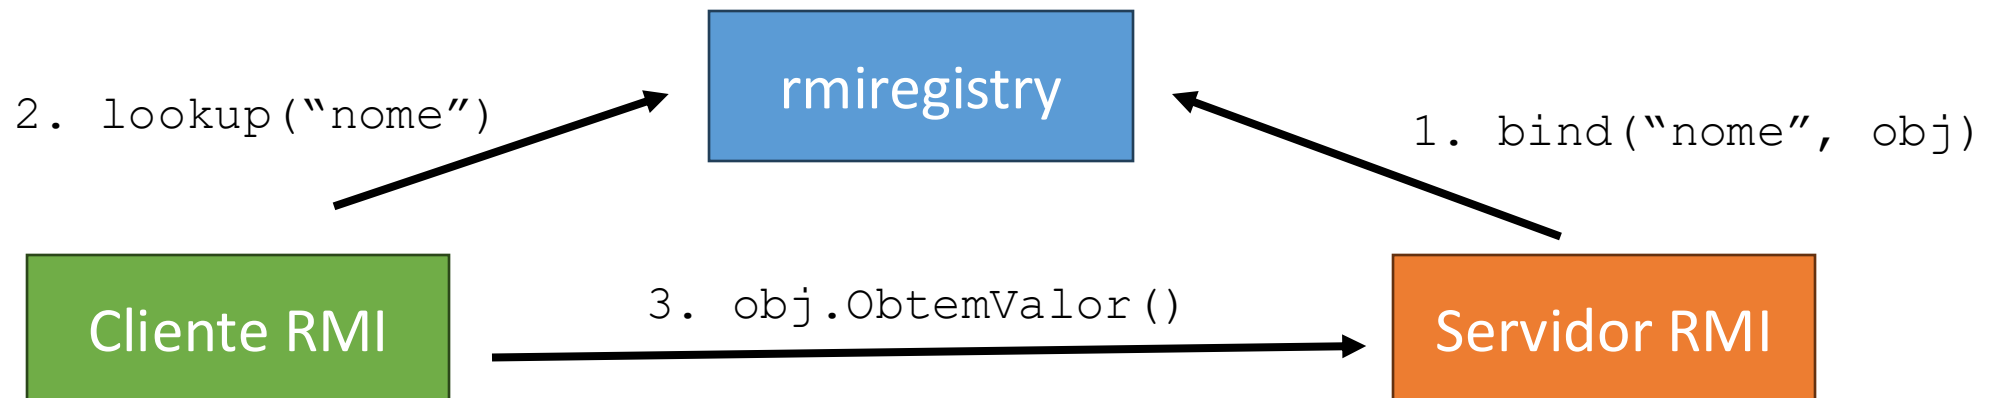 rmiregistry
2. lookup(“nome”)
1. bind(“nome”, obj)
3. obj.ObtemValor()
Cliente RMI
Servidor RMI